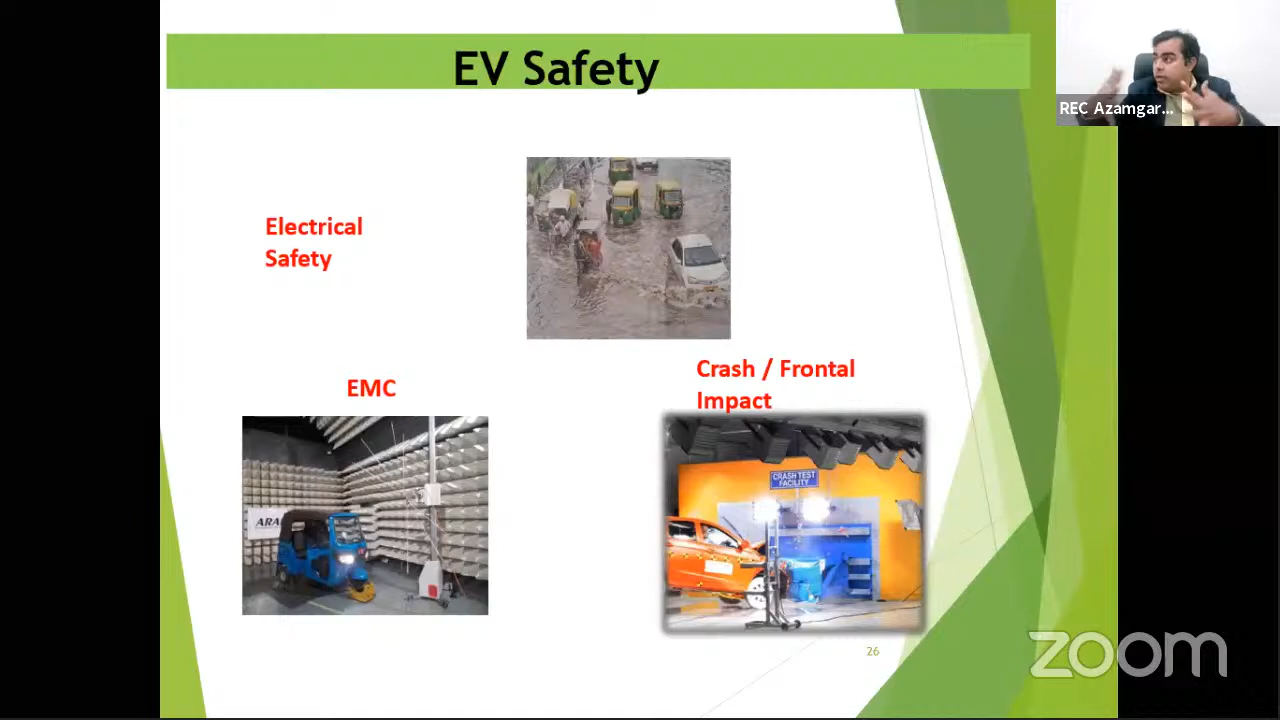 EV Safety
REC Azamgar...
Electrical
Safety
Crash / Frontal
Impact
EMC
CRASH TEST
FACILITY
ARA
26
zoom